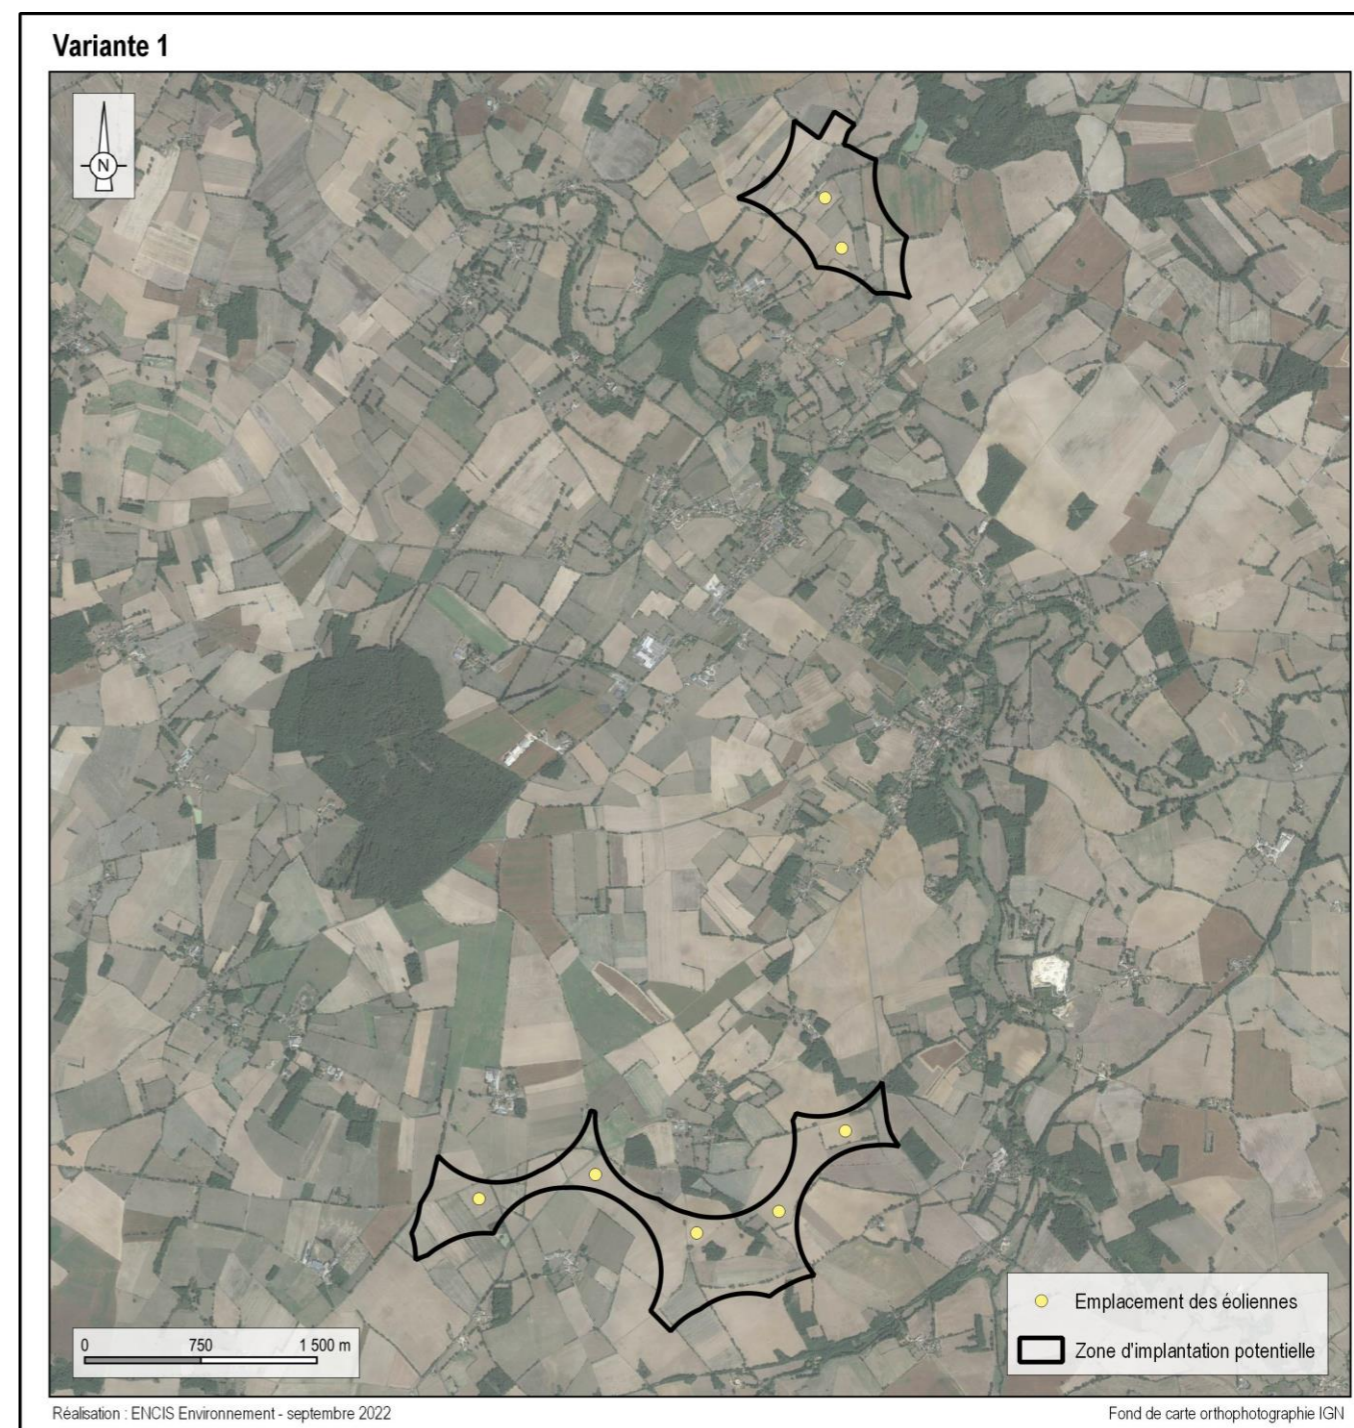 Variante 1
N
0 750 1 500 m
Emplacement des éoliennes
Zone d'implantation potentielle
Réalisation : ENCIS Environnement - septembre 2022
Fond de carte orthophotographie IGN